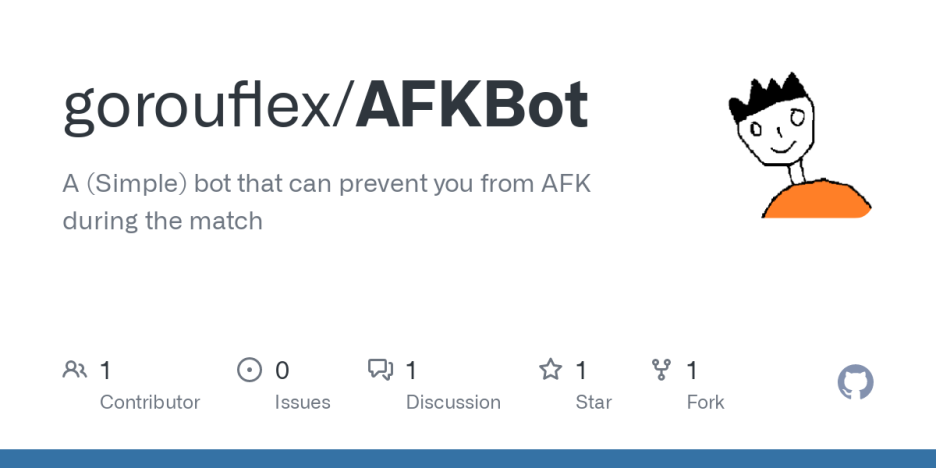 gorouflex/AFKBot
A (Simple) bot that can prevent you from AFK
during the match
1 0 1 1 1
Contributor Issues Discussion Star Fork